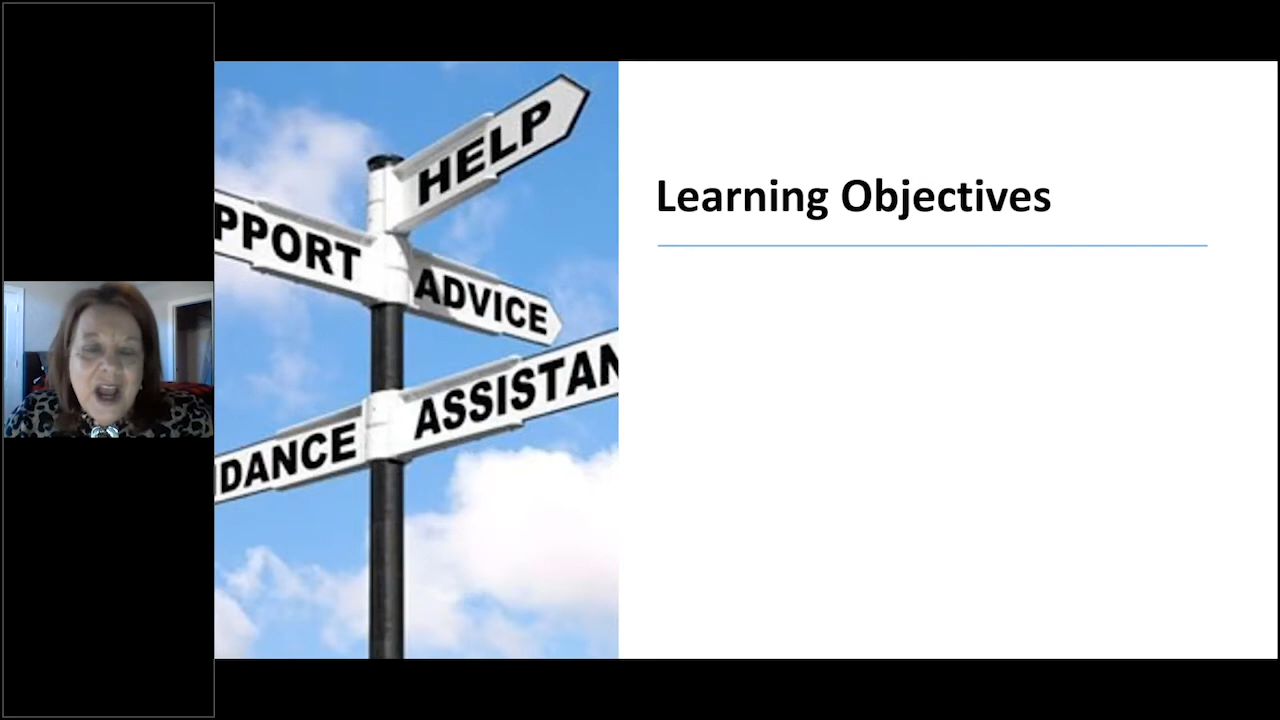 HELP
PPORT
ADVICE
ASSISTAN
DANCE
Learning Objectives